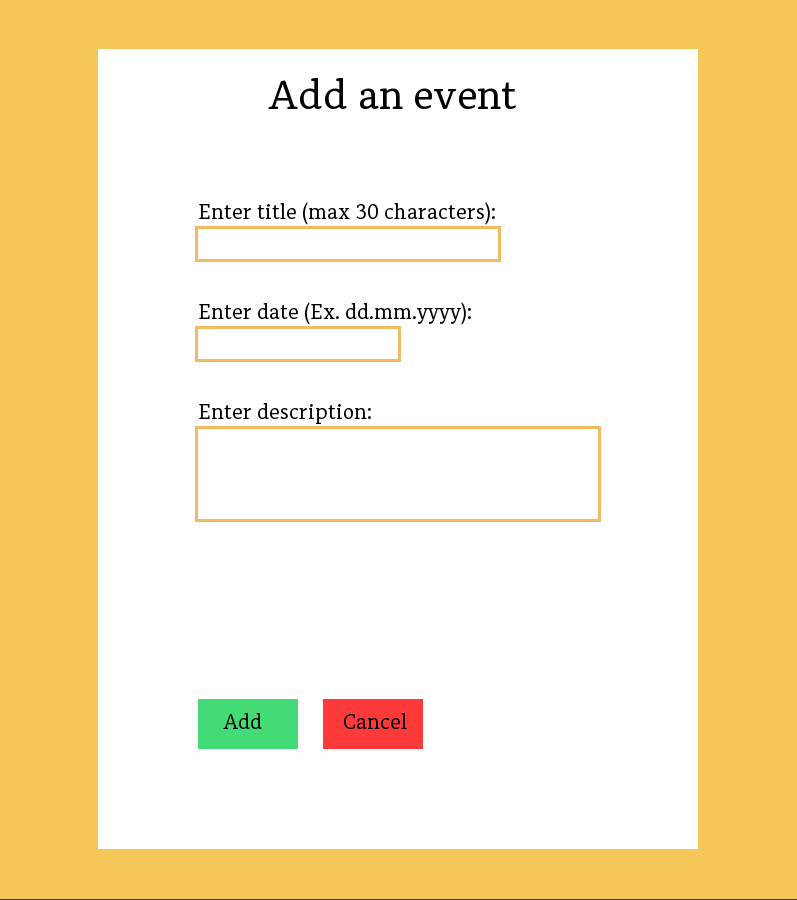 Add an event
Enter title (max 30 characters):
Enter date (Ex. dd.mm.yyyy):
Enter description:
Add
Cancel